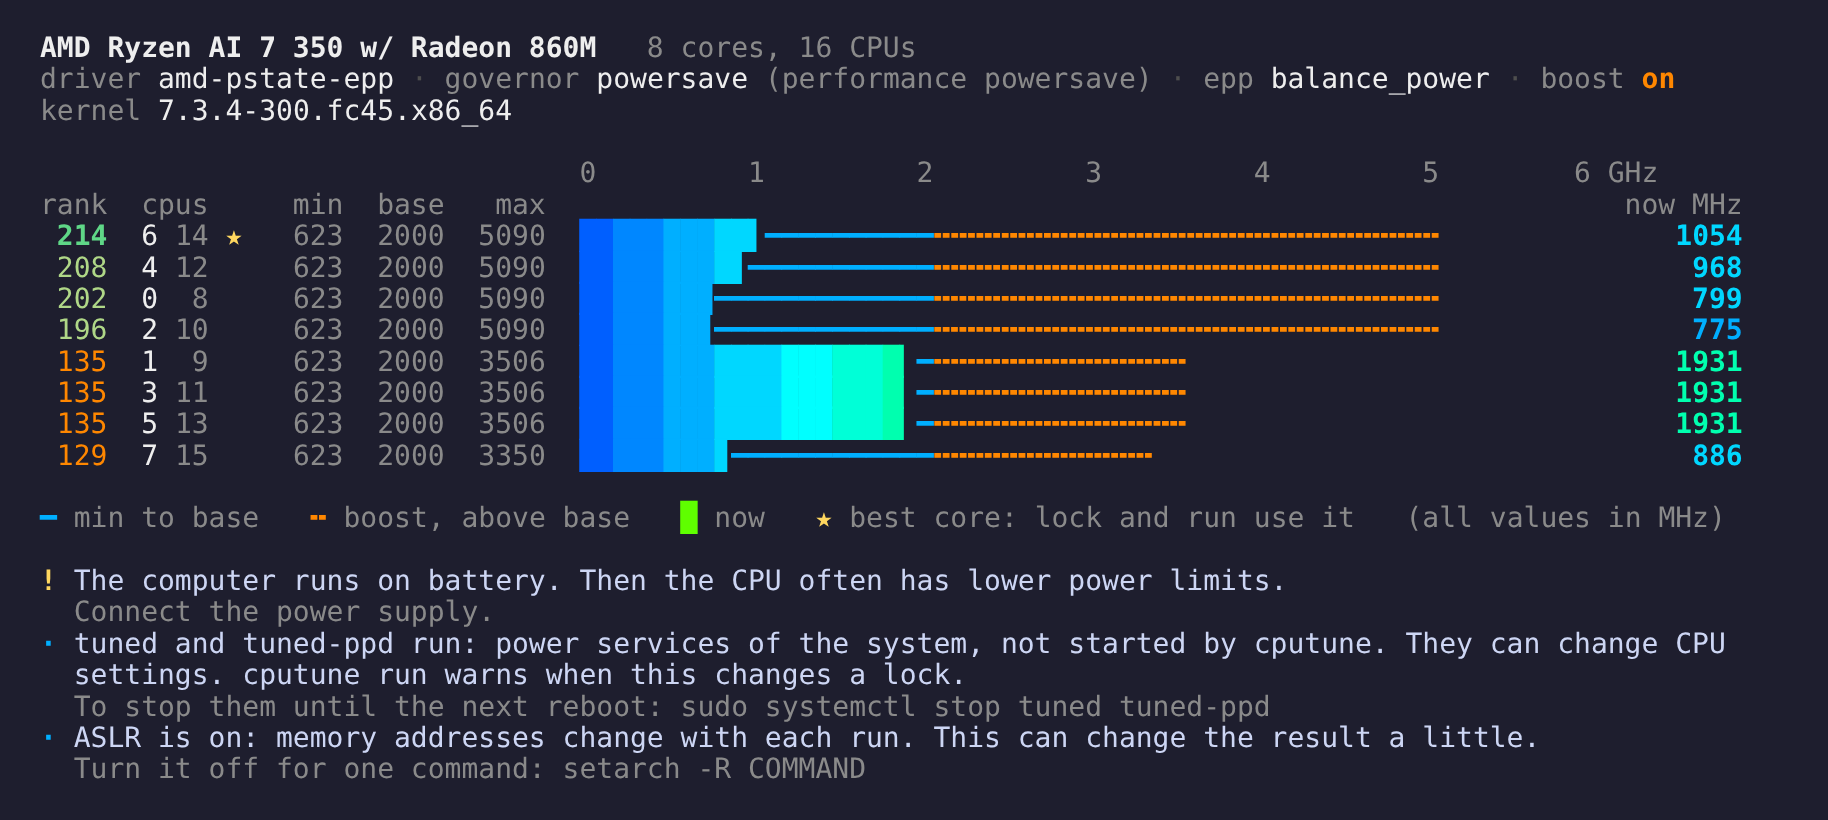 AMD Ryzen AI 7 350 w/ Radeon 860M 8 cores, 16 CPUs
driver amd-pstate-epp · governor powersave (performance powersave) · epp balance_power · boost on
kernel 7.3.4-300.fc45.x86_64
0 1 2 3 4 5 6 GHz
rank cpus min base max now MHz
214 6 14 ★ 623 2000 5090 1054
208 4 12 623 2000 5090 968
202 0 8 623 2000 5090 799
196 2 10 623 2000 5090 775
135 1 9 623 2000 3506 1931
135 3 11 623 2000 3506 1931
135 5 13 623 2000 3506 1931
129 7 15 623 2000 3350 886
min to base boost, above base now ★ best core: lock and run use it (all values in MHz)
! The computer runs on battery. Then the CPU often has lower power limits.
Connect the power supply.
· tuned and tuned-ppd run: power services of the system, not started by cputune. They can change CPU
settings. cputune run warns when this changes a lock.
To stop them until the next reboot: sudo systemctl stop tuned tuned-ppd
· ASLR is on: memory addresses change with each run. This can change the result a little.
Turn it off for one command: setarch -R COMMAND